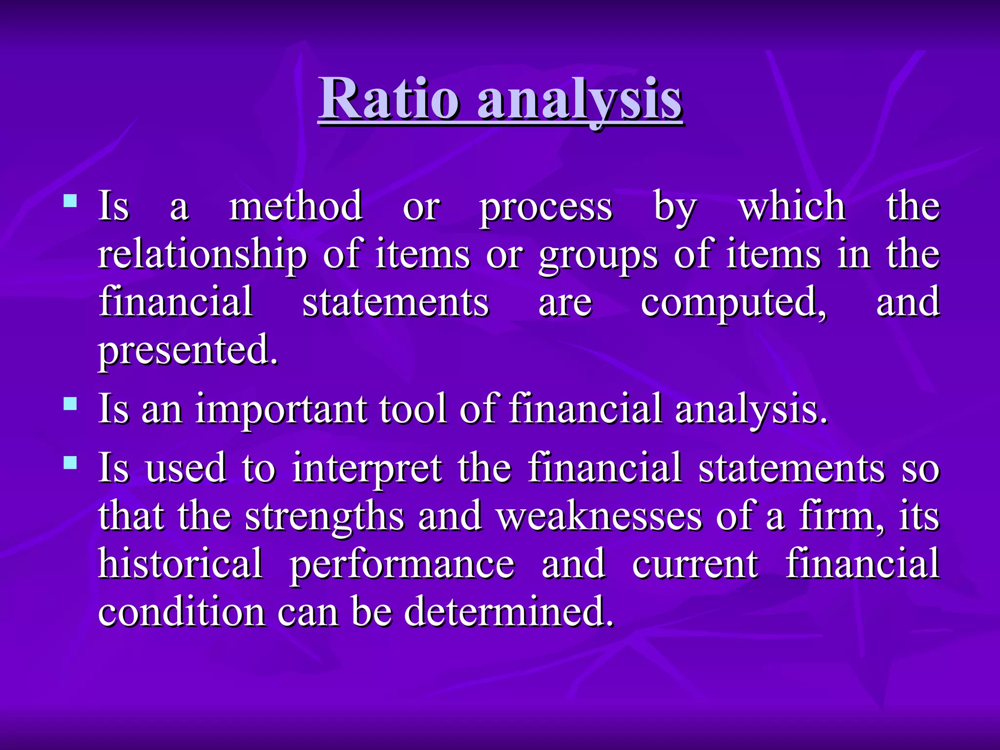 Ratio analysis
▪ Is a method or process by which the
relationship of items or groups of items in the
financial statements are computed, and
presented.
▪ Is an important tool of financial analysis.
▪ Is used to interpret the financial statements so
that the strengths and weaknesses of a firm, its
historical performance and current financial
condition can be determined.